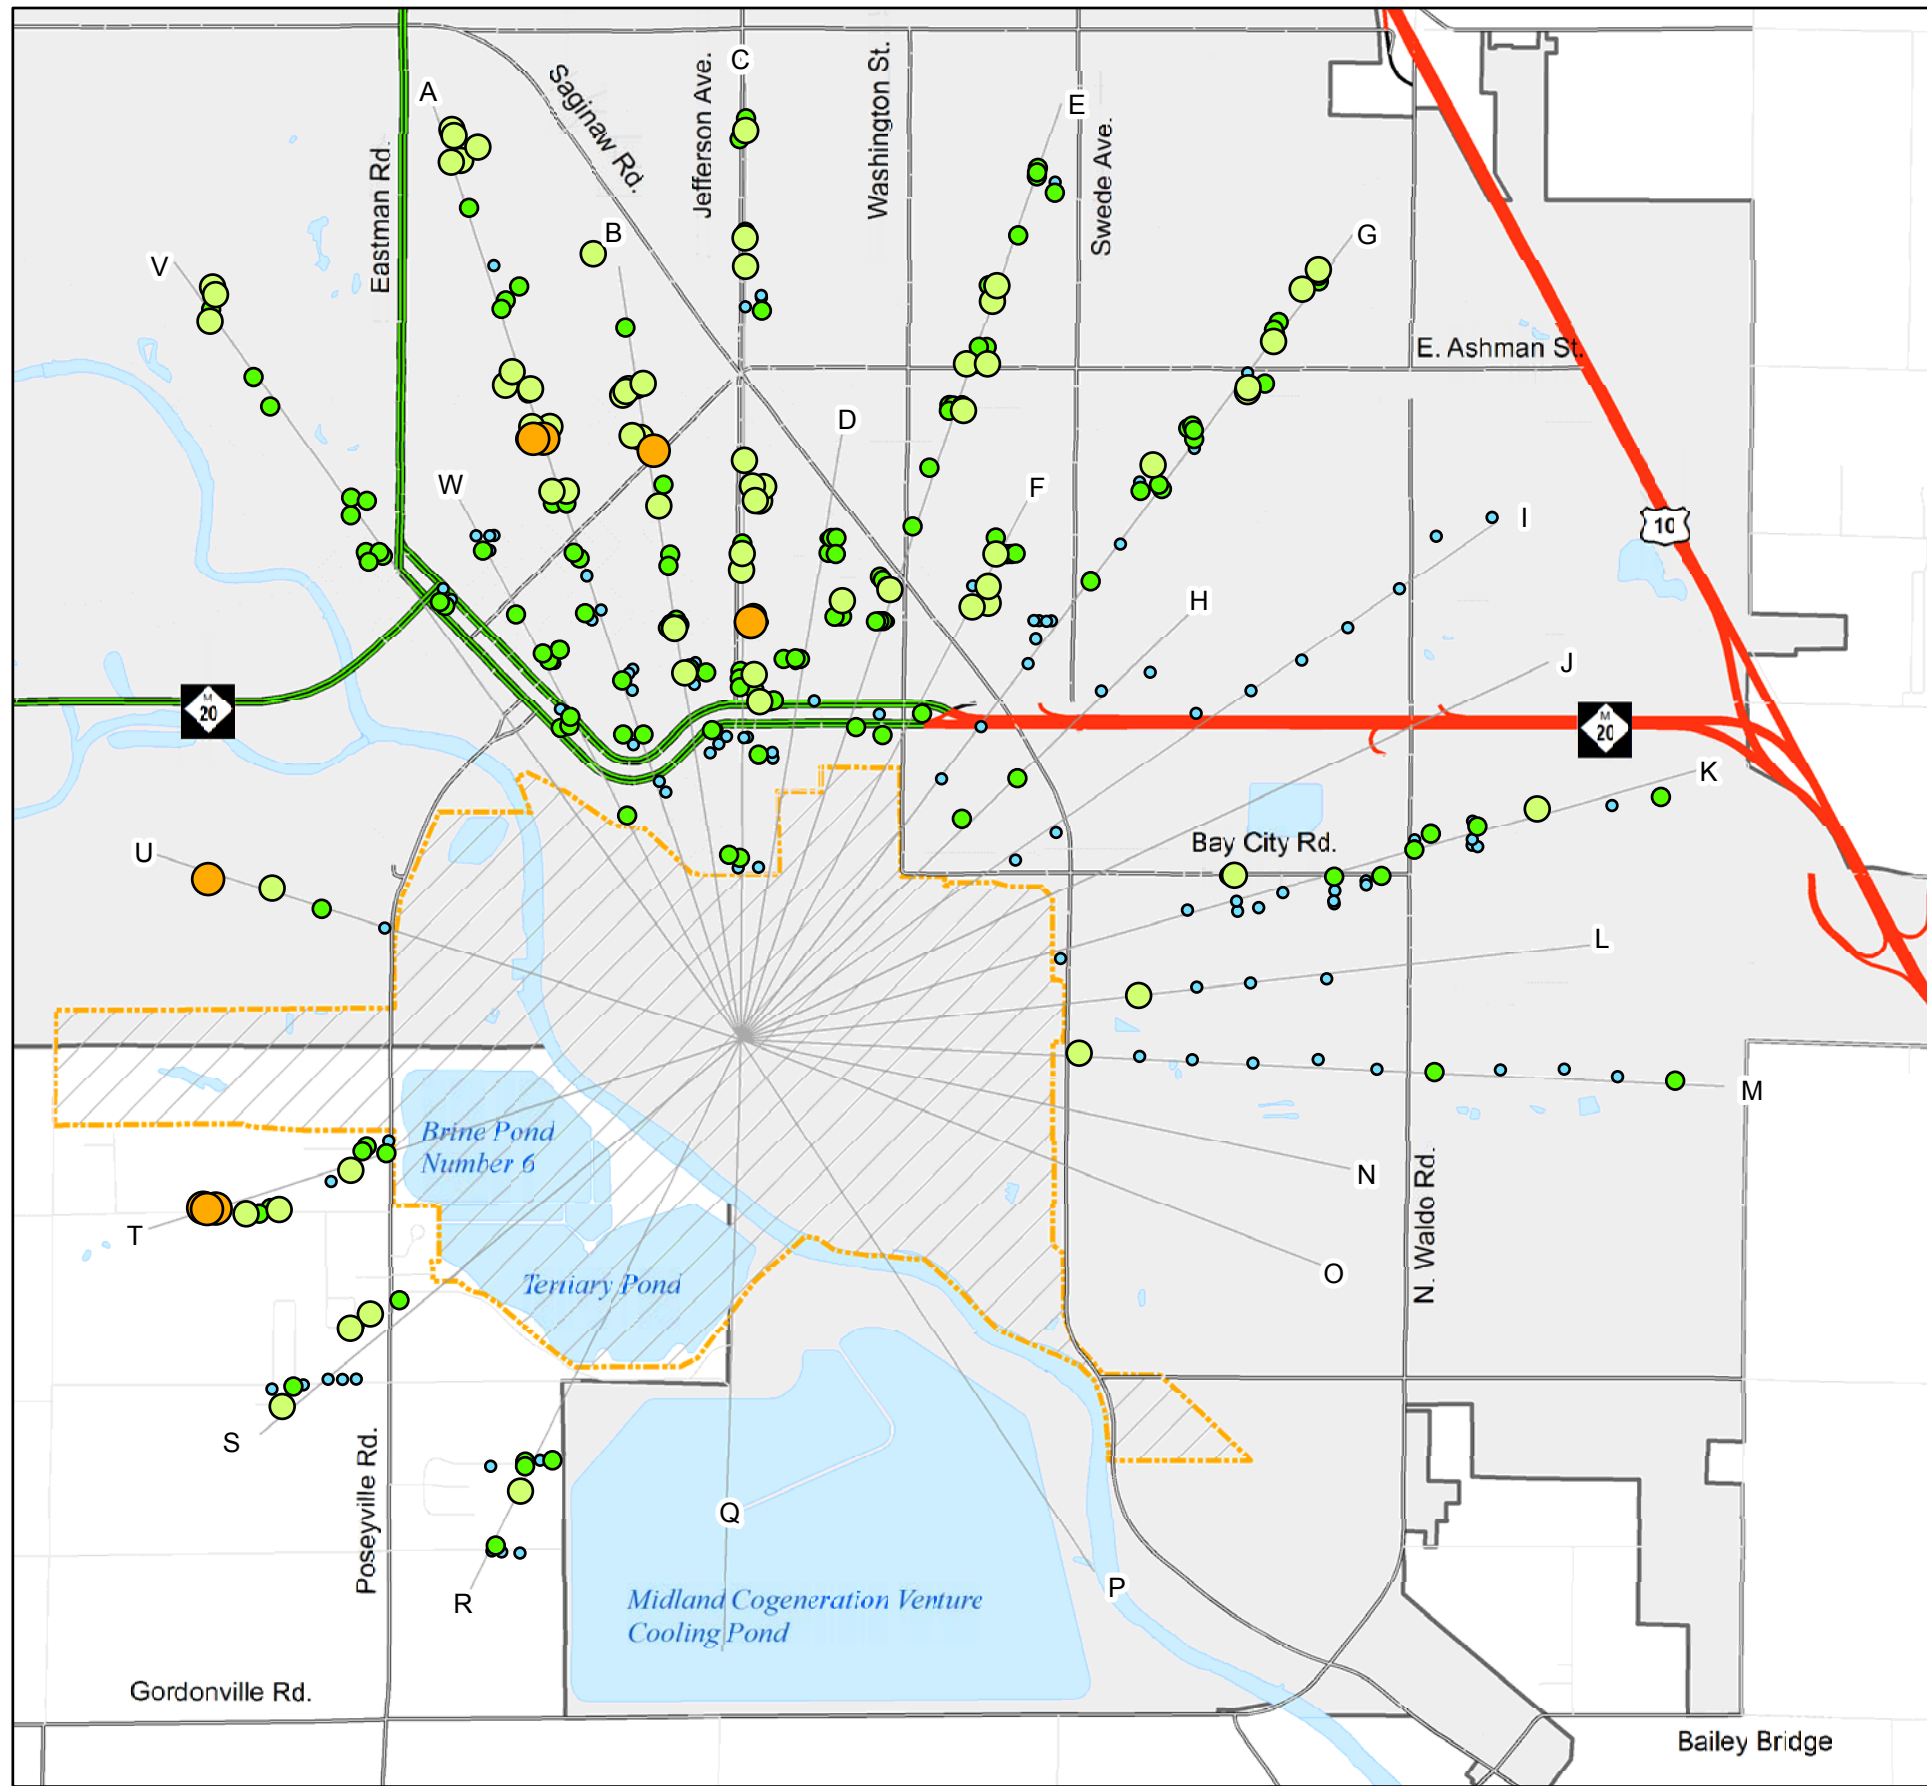 C
A
E
Saginaw Rd.
Jefferson Ave.
Washington St.
Swede Ave.
Eastman Rd.
B
G
V
E. Ashman St.
D
W
F
I
10
H
J
M
20
M
20
K
Bay City Rd.
U
L
M
Brine Pond
Number 6
N
T
N. Waldo Rd.
O
Tertiary Pond
S
Poseyville Rd.
Q
P
R
Midland Cogeneration Venture
Cooling Pond
Gordonville Rd.
Bailey Bridge